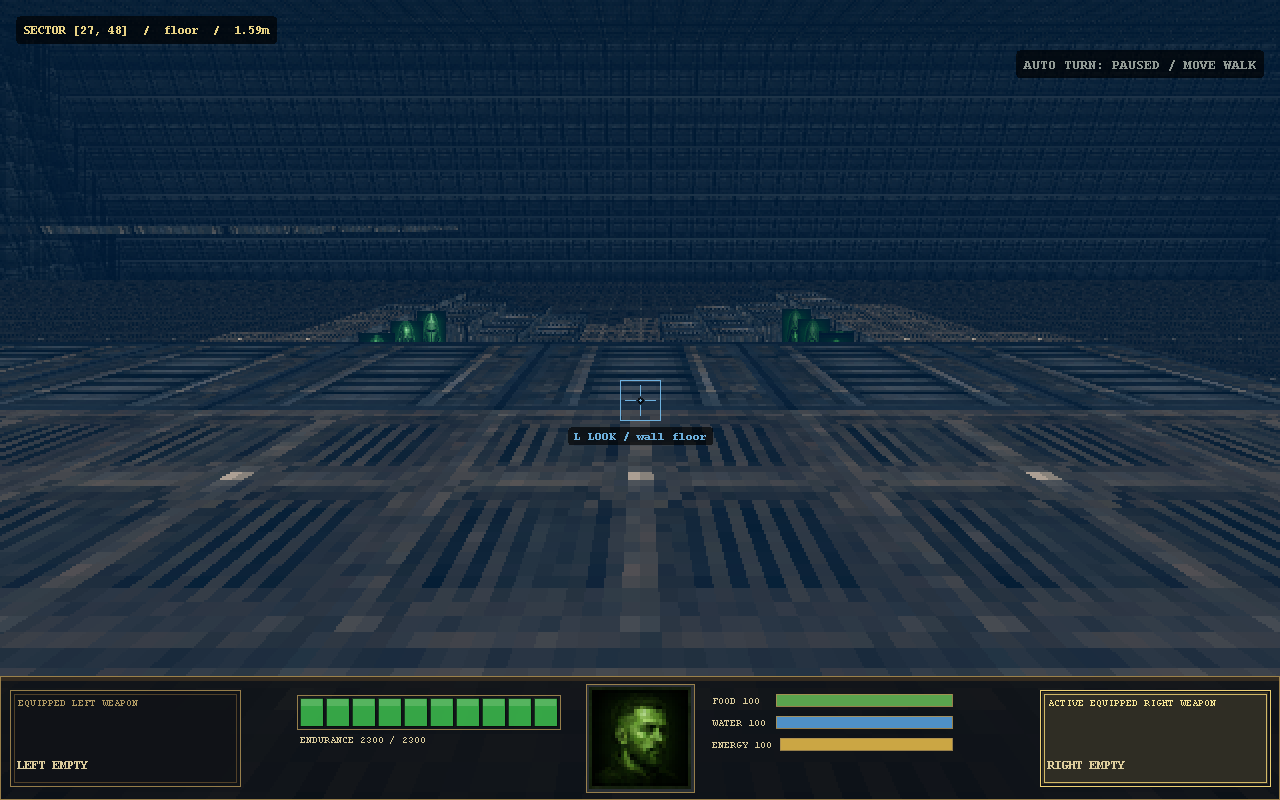 SECTOR [27, 48] / floor / 1.59m
AUTO TURN: PAUSED / MOVE WALK
L LOOK / wall floor
EQUIPPED LEFT WEAPON
LEFT EMPTY
ENDURANCE 2300 / 2300
FOOD 100
WATER 100
ENERGY 100
ACTIVE EQUIPPED RIGHT WEAPON
RIGHT EMPTY